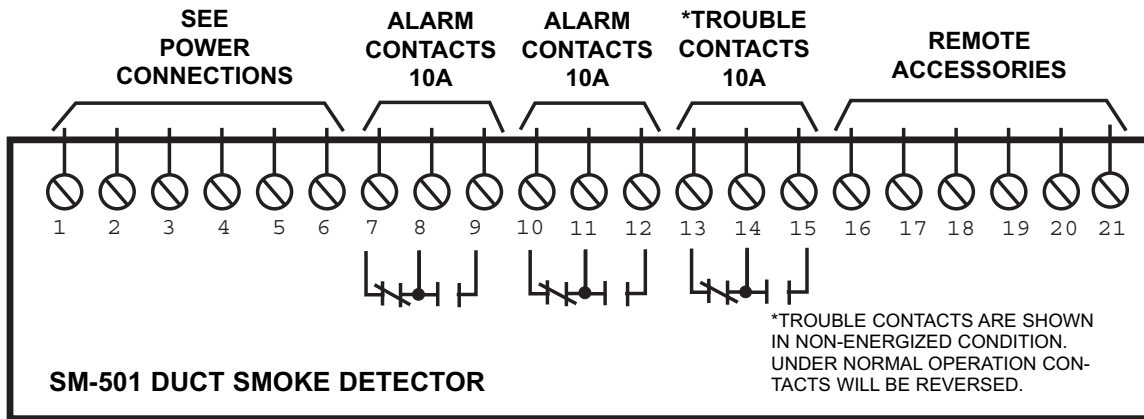 SEE
POWER
CONNECTIONS
ALARM
CONTACTS
10A
ALARM
CONTACTS
10A
*TROUBLE
CONTACTS
10A
REMOTE
ACCESSORIES
1 2 3 4 5 6 7 8 9 10 11 12 13 14 15 16 17 18 19 20 21
*TROUBLE CONTACTS ARE SHOWN
IN NON-ENERGIZED CONDITION.
UNDER NORMAL OPERATION CON-
TACTS WILL BE REVERSED.
SM-501 DUCT SMOKE DETECTOR